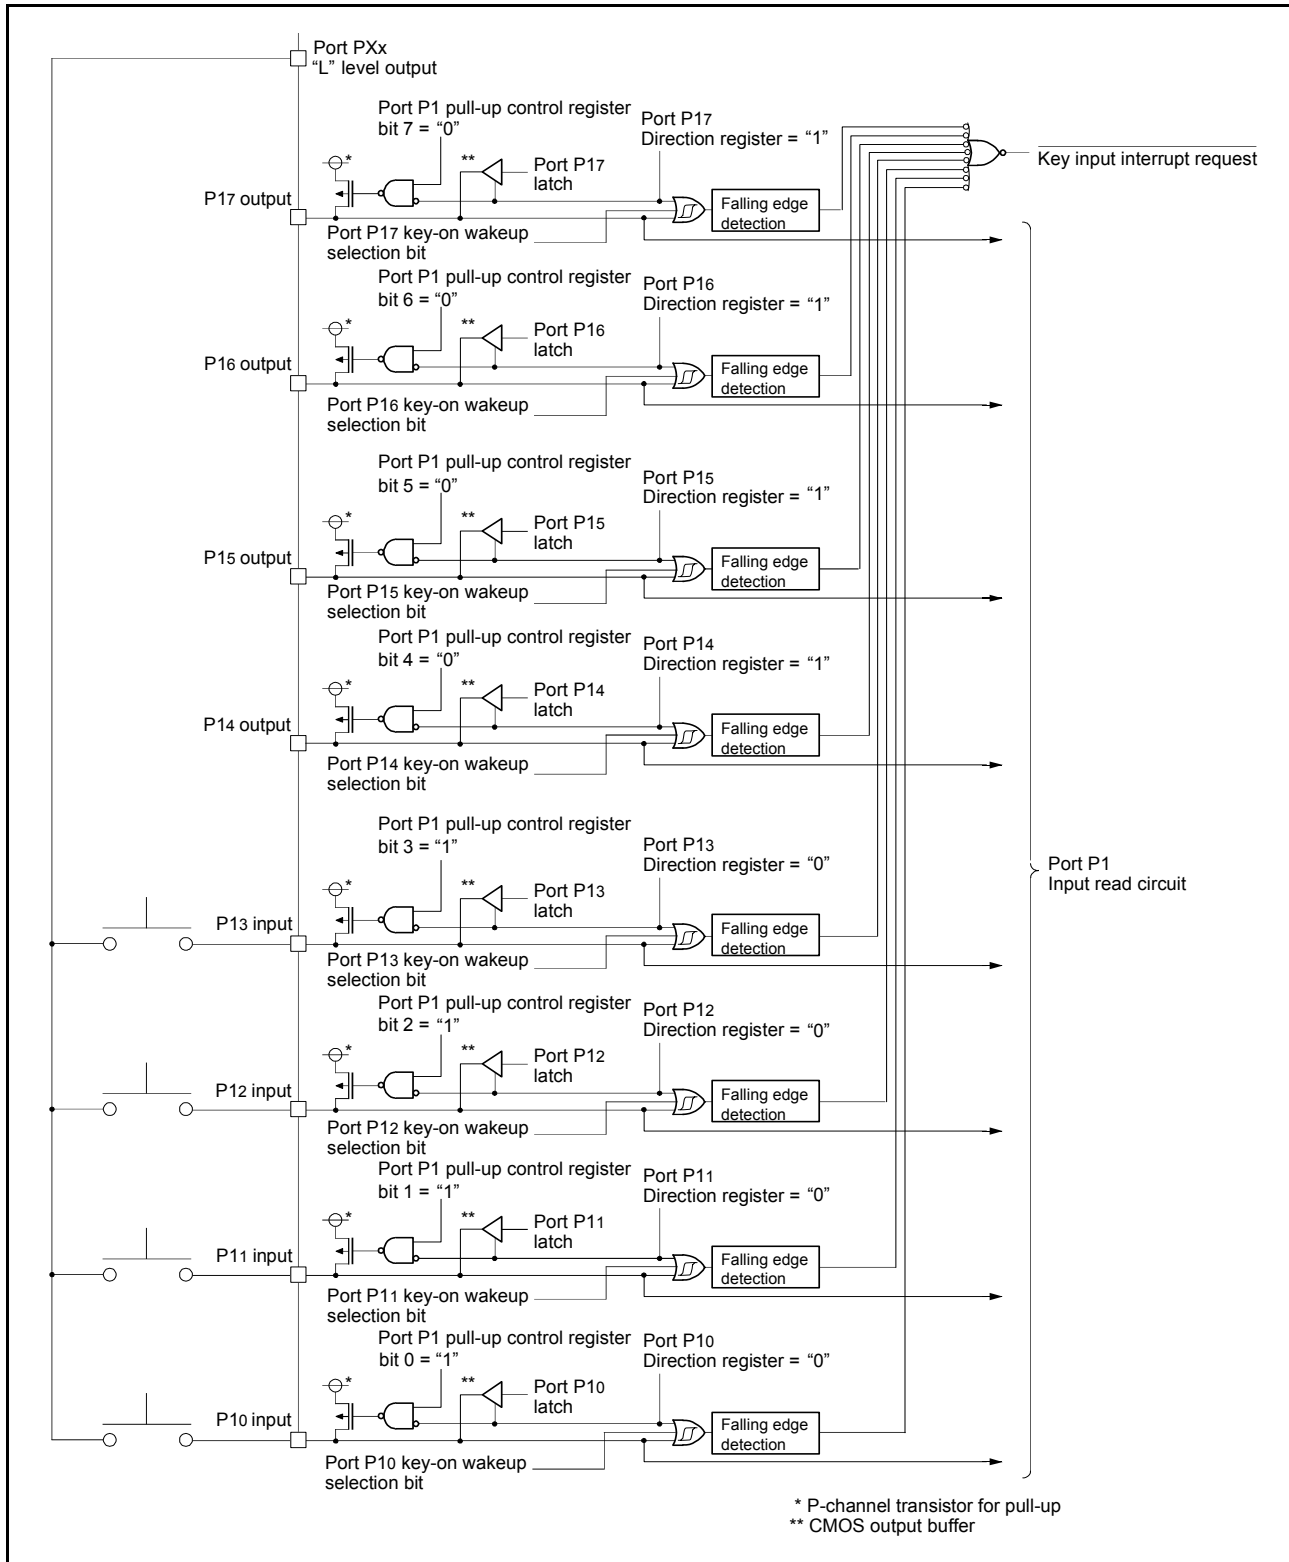 Port PXx
“L” level output
Port P1 pull-up control register
bit 7 = “0”
Port P17
Direction register = “1”
*
**
Port P17
latch
Key input interrupt request
P17 output
Falling edge
detection
Port P17 key-on wakeup
selection bit
Port P1 pull-up control register
bit 6 = “0”
Port P16
Direction register = “1”
*
**
Port P16
latch
P16 output
Falling edge
detection
Port P16 key-on wakeup
selection bit
Port P1 pull-up control register
bit 5 = “0”
Port P15
Direction register = “1”
*
**
Port P15
latch
P15 output
Falling edge
detection
Port P15 key-on wakeup
selection bit
Port P1 pull-up control register
bit 4 = “0”
Port P14
Direction register = “1”
*
**
Port P14
latch
P14 output
Falling edge
detection
Port P14 key-on wakeup
selection bit
Port P1 pull-up control register
bit 3 = “1”
Port P13
Direction register = “0”
*
**
Port P13
latch
Port P1
Input read circuit
P13 input
Falling edge
detection
Port P13 key-on wakeup
selection bit
Port P1 pull-up control register
bit 2 = “1”
Port P12
Direction register = “0”
*
**
Port P12
latch
P12 input
Falling edge
detection
Port P12 key-on wakeup
selection bit
Port P1 pull-up control register
bit 1 = “1”
Port P11
Direction register = “0”
*
**
Port P11
latch
P11 input
Falling edge
detection
Port P11 key-on wakeup
selection bit
Port P1 pull-up control register
bit 0 = “1”
Port P10
Direction register = “0”
*
**
Port P10
latch
P10 input
Falling edge
detection
Port P10 key-on wakeup
selection bit
* P-channel transistor for pull-up
** CMOS output buffer